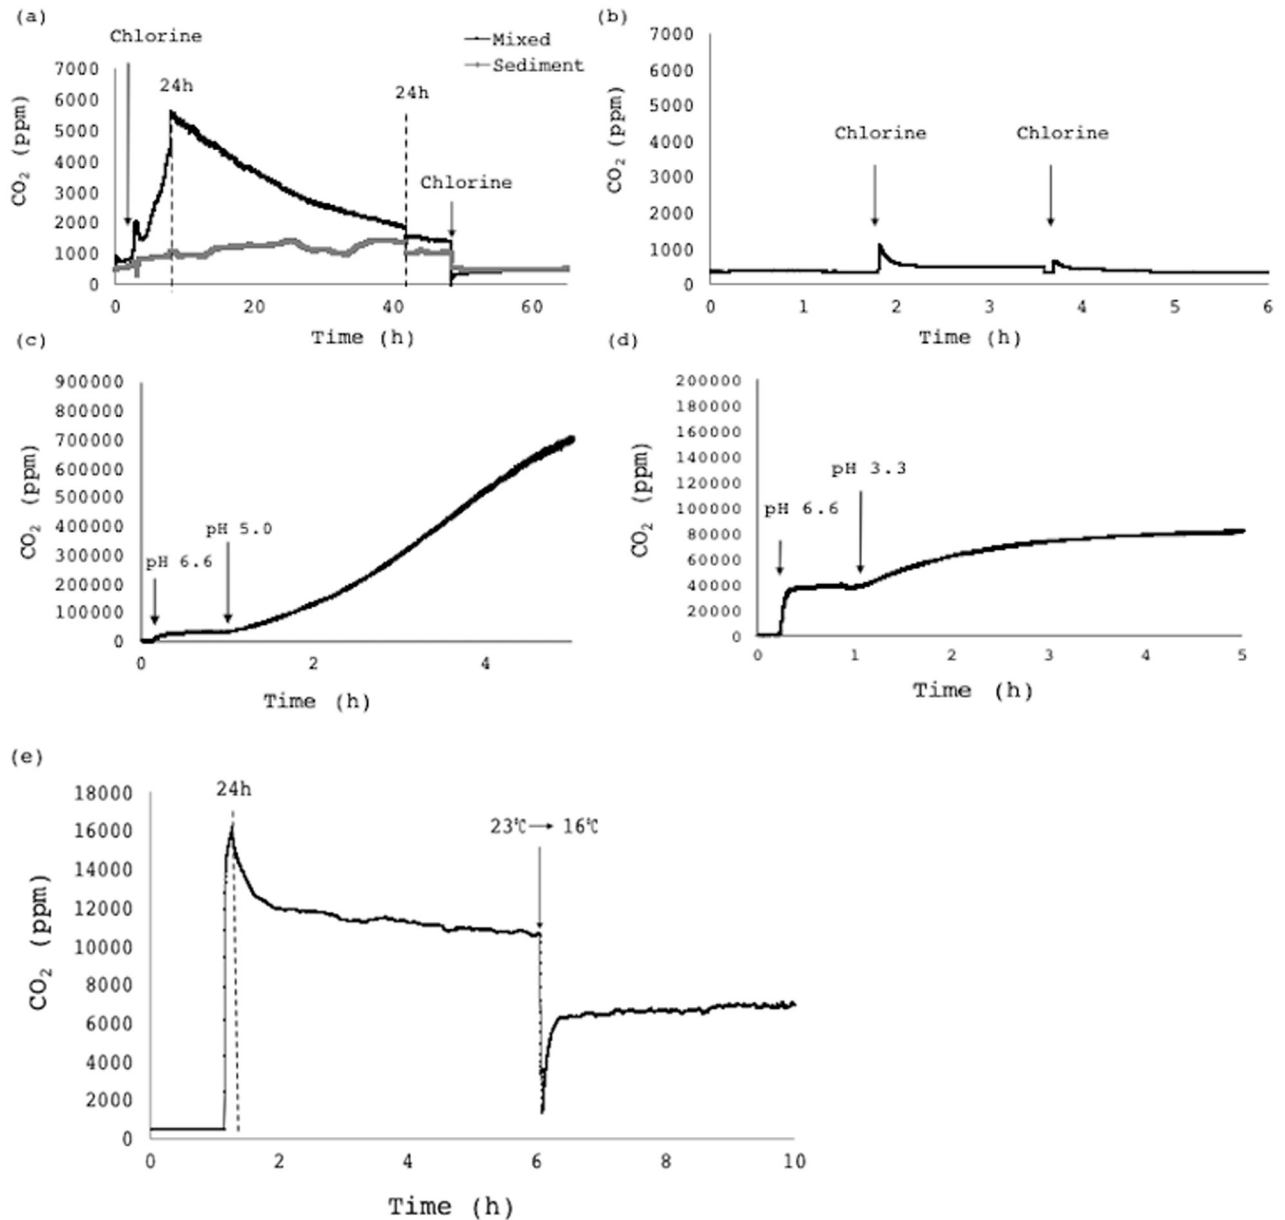 (a)
Chlorine
Mixed
Sediment
24h
24h
Chlorine
CO2 (ppm)
7000
6000
5000
4000
3000
2000
1000
0
0 20 40 60
Time (h)
(b)
Chlorine Chlorine
CO2 (ppm)
7000
6000
5000
4000
3000
2000
1000
0
0 1 2 3 4 5 6
Time (h)
(c)
CO2 (ppm)
900000
800000
700000
600000
500000
400000
300000
200000
100000
0
pH 5.0
pH 6.6
0 2 4
Time (h)
(d)
CO2 (ppm)
200000
180000
160000
140000
120000
100000
80000
60000
40000
20000
0
pH 3.3
pH 6.6
0 1 2 3 4 5
Time (h)
(e)
24h
23℃ → 16℃
CO2 (ppm)
18000
16000
14000
12000
10000
8000
6000
4000
2000
0
0 2 4 6 8 10
Time (h)